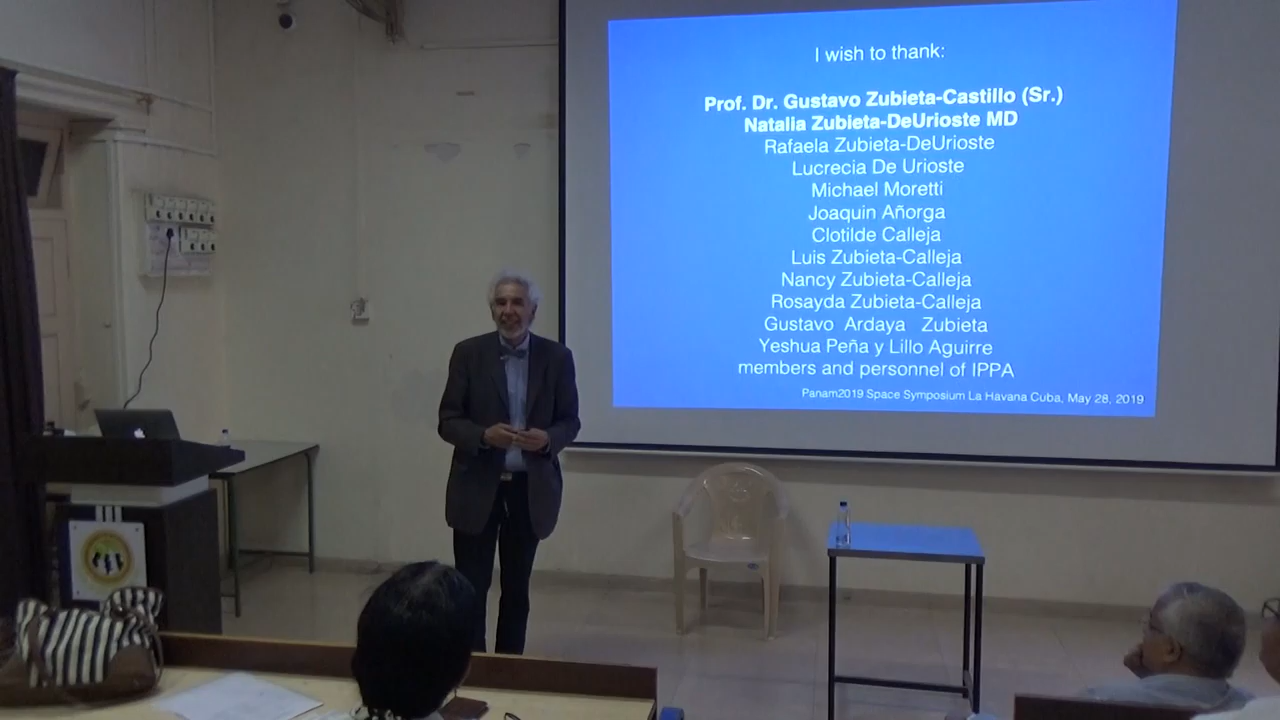 I wish to thank:
Prof. Dr. Gustavo Zubieta-Castillo (Sr.)
Natalia Zubieta-DeUrioste MD
Rafaela Zubieta-DeUrioste
Lucrecia De Urioste
Michael Moretti
Joaquin Añorga
Clotilde Calleja
Luis Zubieta-Calleja
Nancy Zubieta-Calleja
Rosayda Zubieta-Calleja
Gustavo Ardaya Zubieta
Yeshua Peña y Lillo Aguirre
members and personnel of IPPA
Panam2019 Space Symposium La Havana Cuba, May 28, 2019